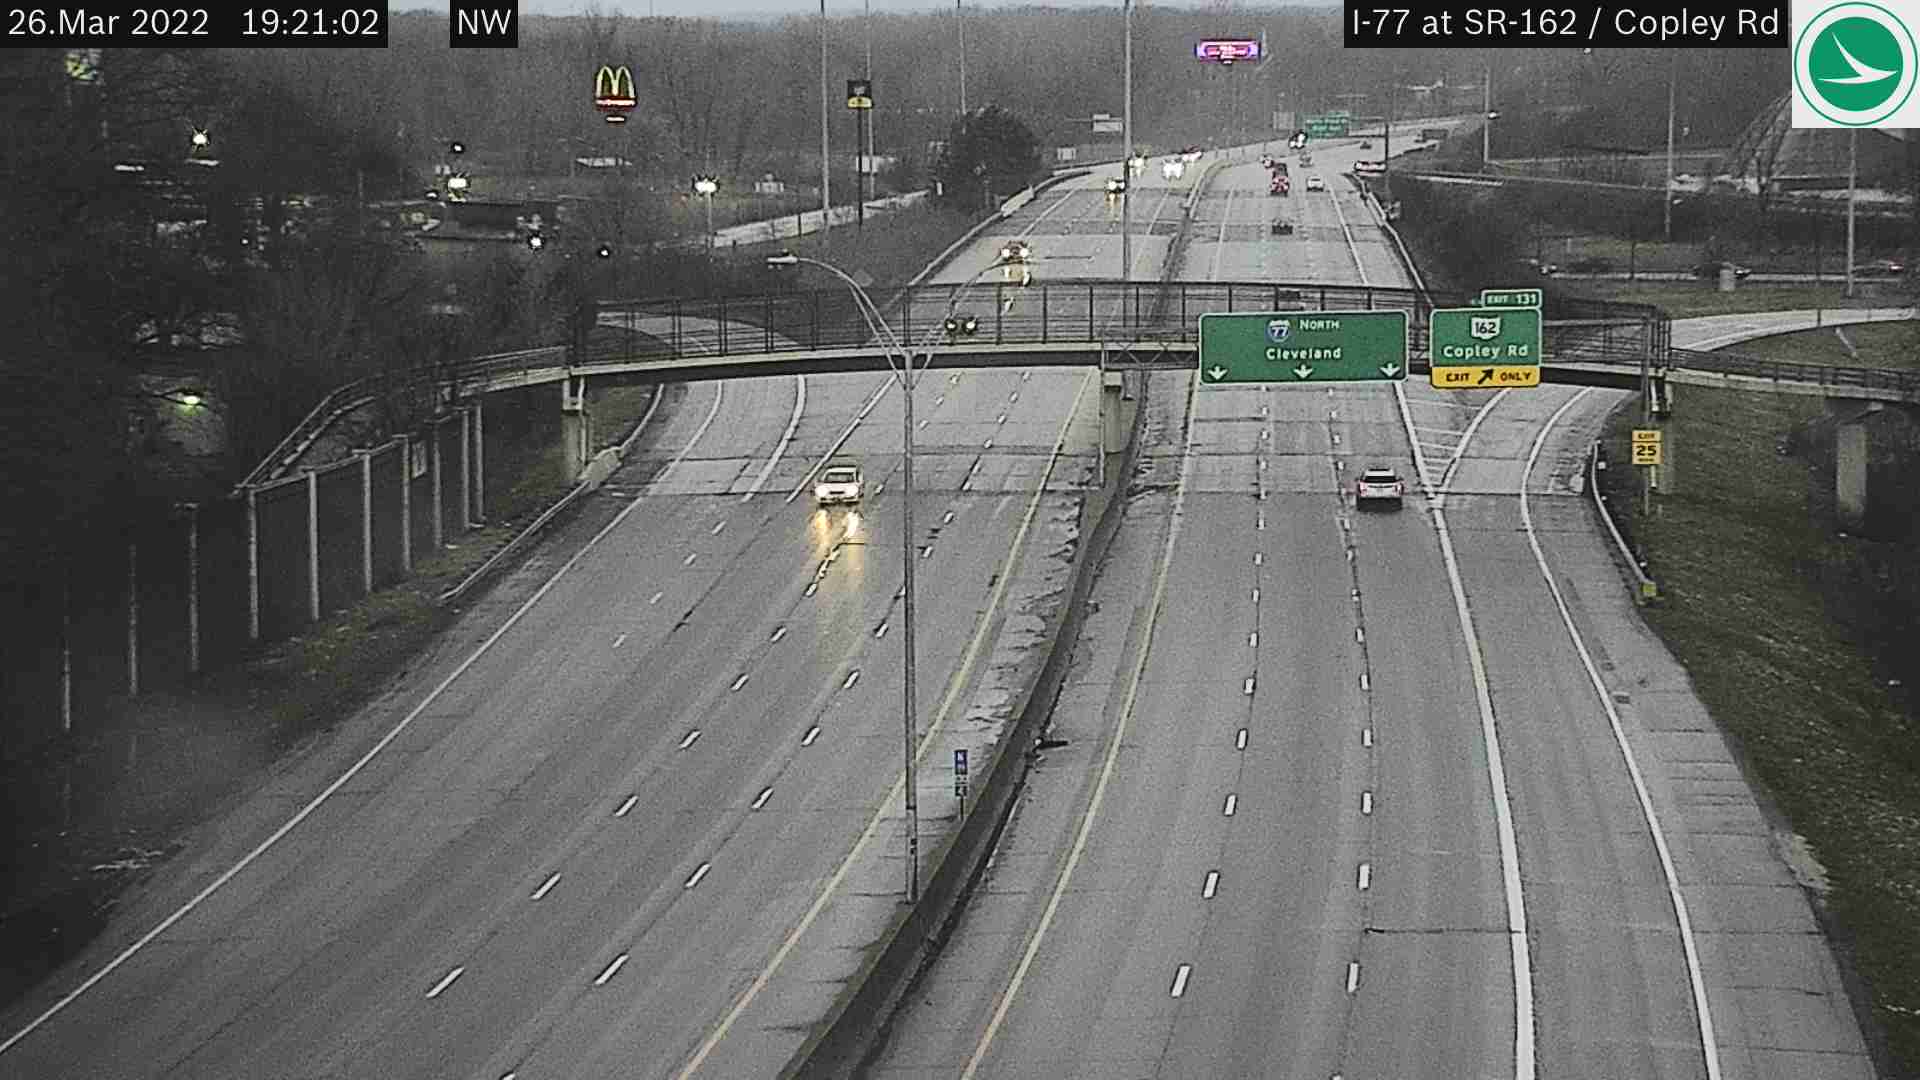 26.Mar 2022 19:21:02
NW
I-77 at SR-162 / Copley Rd
77 NORTH
Cleveland
EXIT 131
162
Copley Rd
EXIT ONLY
EXIT
25